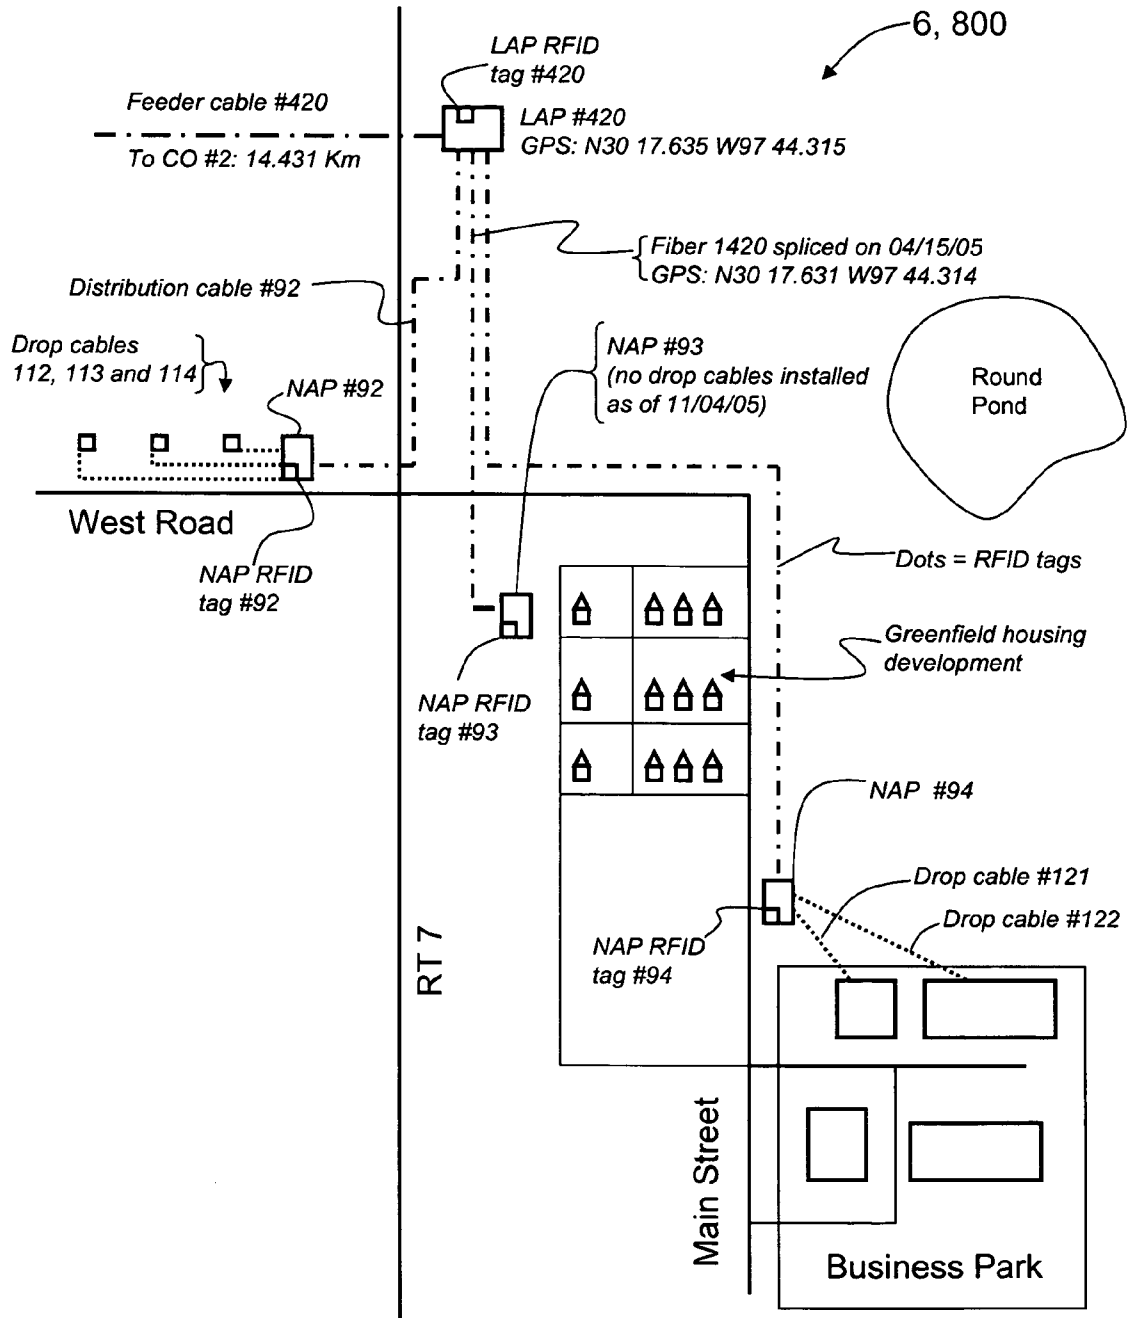 6, 800
LAP RFID
tag #420
Feeder cable #420
LAP #420
GPS: N30 17.635 W97 44.315
To CO #2: 14.431 Km
Fiber 1420 spliced on 04/15/05
GPS: N30 17.631 W97 44.314
Distribution cable #92
Drop cables
112, 113 and 114
NAP #92
NAP #93
(no drop cables installed
as of 11/04/05)
Round
Pond
West Road
NAP RFID
tag #92
Dots = RFID tags
Greenfield housing
development
NAP RFID
tag #93
NAP #94
Drop cable #121
Drop cable #122
NAP RFID
tag #94
RT 7
Main Street
Business Park